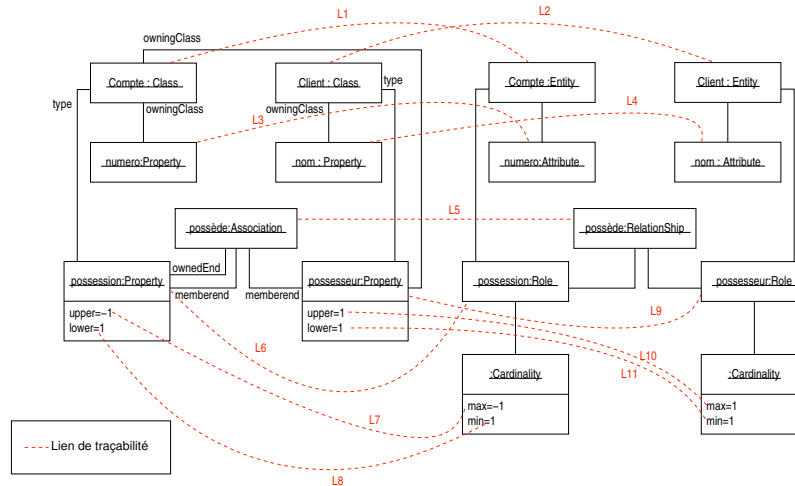 L1
L2
owningClass
Compte : Class
Client : Class
type
Compte :Entity
Client : Entity
type
owningClass
owningClass
L3
L4
numero:Property
nom : Property
numero:Attribute
nom : Attribute
possède:Association
L5
possède:RelationShip
ownedEnd
possession:Property
memberend
memberend
possesseur:Property
possession:Role
possesseur:Role
upper=−1
lower=1
upper=1
lower=1
L9
L6
L10
L11
:Cardinality
:Cardinality
max=−1
min=1
max=1
min=1
L7
Lien de traçabilité
L8